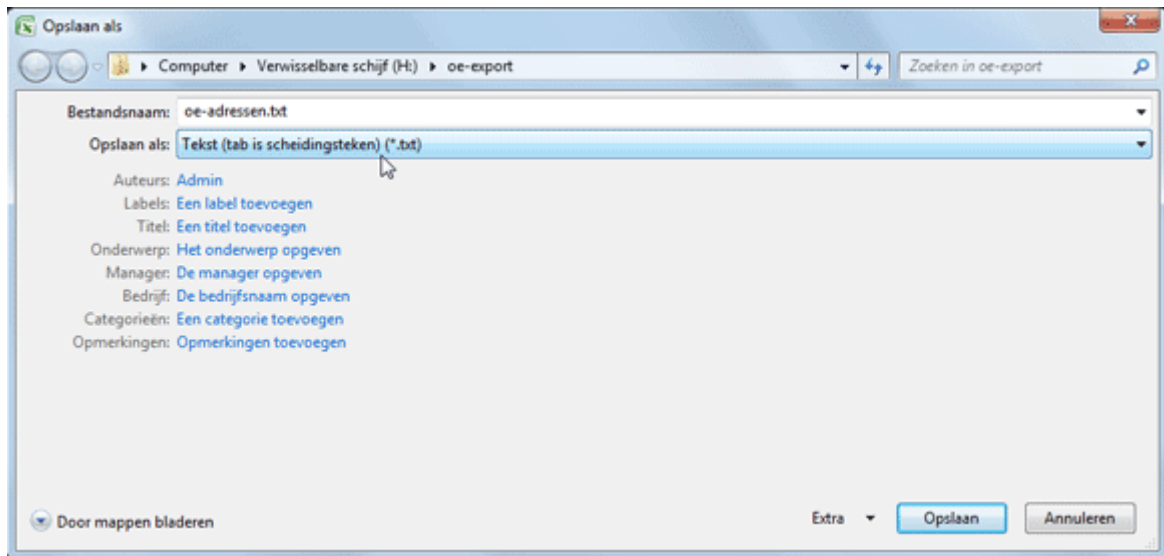 Opslaan als
Computer Verwisselbare schijf (H:) oe-export Zoeken in oe-export
Bestandsnaam: oe-adressen.txt
Opslaan als: Tekst (tab is scheidingsteken) (*.txt)
Auteurs: Admin
Labels: Een label toevoegen
Titel: Een titel toevoegen
Onderwerp: Het onderwerp opgeven
Manager: De manager opgeven
Bedrijf: De bedrijfsnaam opgeven
Categorieën: Een categorie toevoegen
Opmerkingen: Opmerkingen toevoegen
Door mappen bladeren Extra Opslaan Annuleren